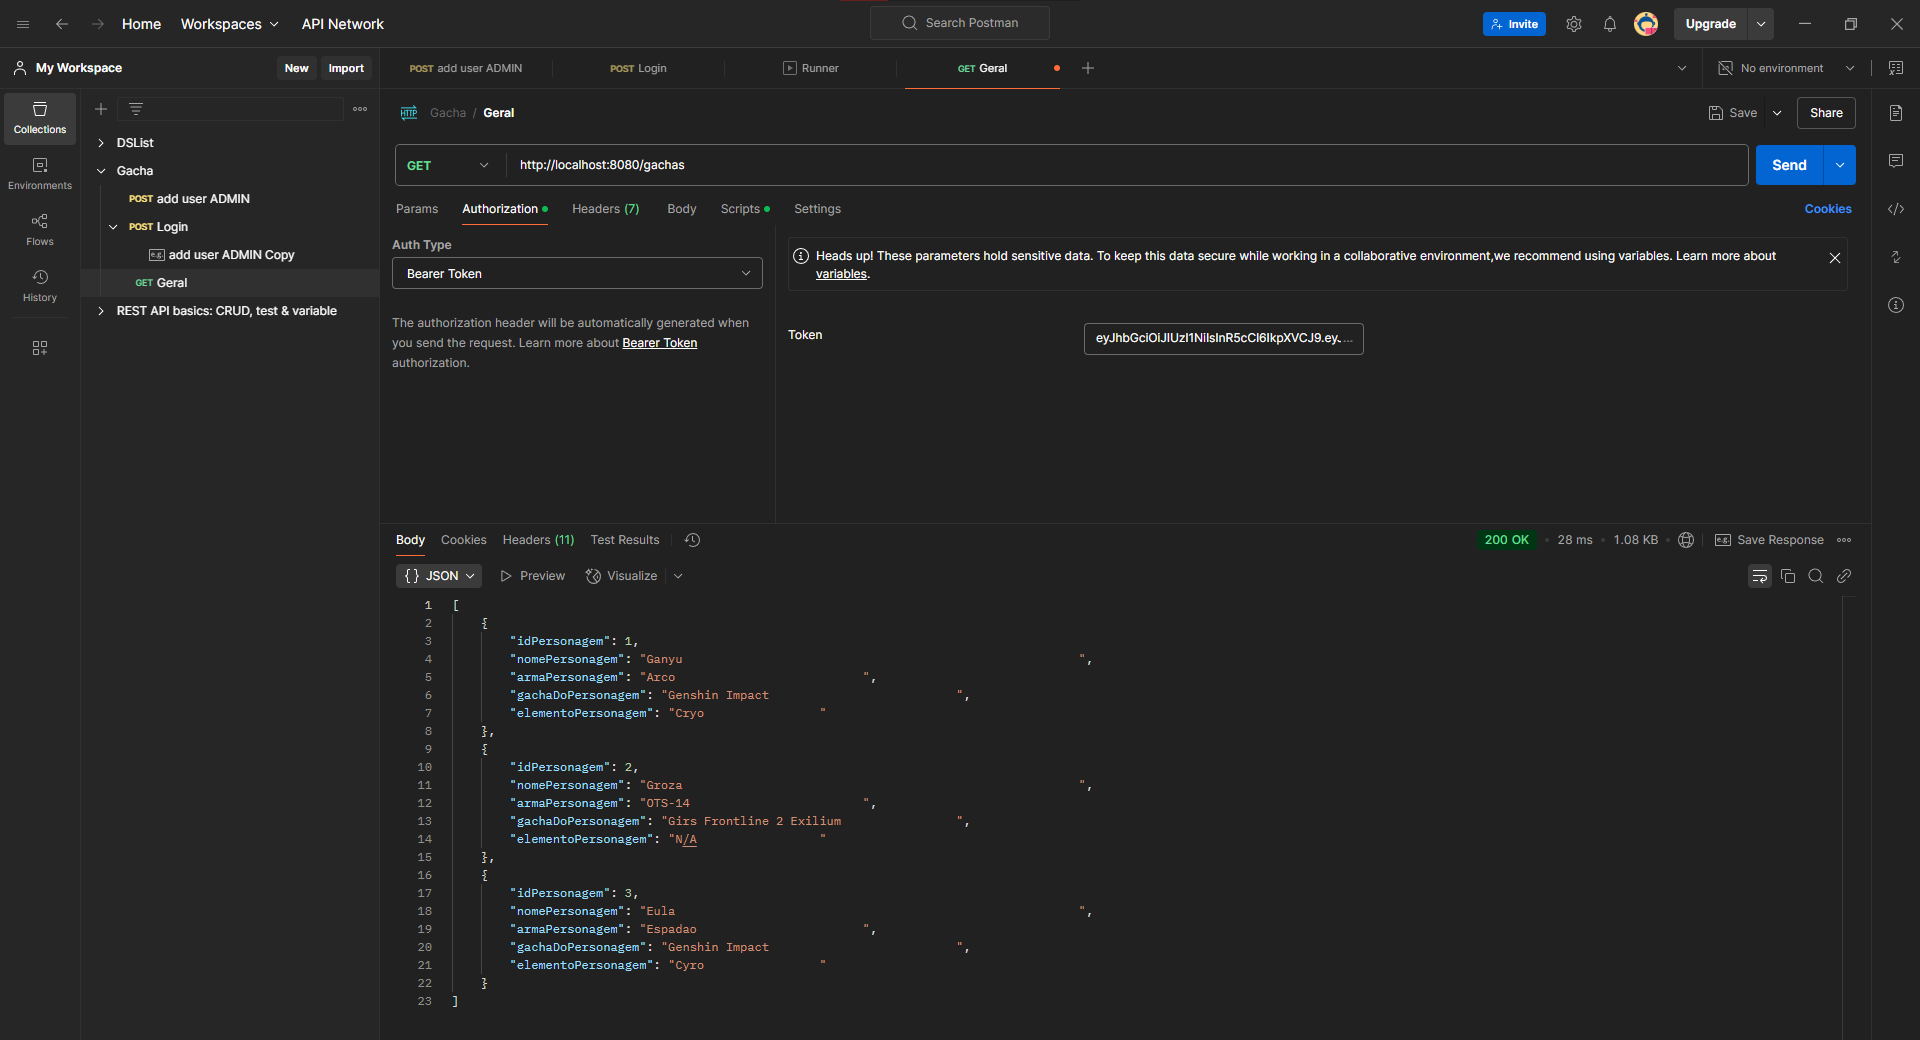 Home
Workspaces
API Network
Search Postman
Invite
Upgrade
My Workspace
New
Import
POST add user ADMIN
POST Login
Runner
GET Geral
No environment
Collections
Environments
Flows
History
DSList
Gacha
POST add user ADMIN
POST Login
e.g. add user ADMIN Copy
GET Geral
REST API basics: CRUD, test & variable
HTTP Gacha / Geral
Save
Share
GET
http://localhost:8080/gachas
Send
Params
Authorization
Headers (7)
Body
Scripts
Settings
Cookies
Auth Type
Bearer Token
The authorization header will be automatically generated when
you send the request. Learn more about Bearer Token
authorization.
Heads up! These parameters hold sensitive data. To keep this data secure while working in a collaborative environment,we recommend using variables. Learn more about
variables.
Token
Body
Cookies
Headers (11)
Test Results
200 OK
28 ms
1.08 KB
e.g. Save Response
{} JSON
Preview
Visualize
1 [
2 {
3 "idPersonagem": 1,
4 "nomePersonagem": "Ganyu ",
5 "armaPersonagem": "Arco ",
6 "gachaDoPersonagem": "Genshin Impact ",
7 "elementoPersonagem": "Cryo "
8 },
9 {
10 "idPersonagem": 2,
11 "nomePersonagem": "Groza ",
12 "armaPersonagem": "OTS-14 ",
13 "gachaDoPersonagem": "Girs Frontline 2 Exilium ",
14 "elementoPersonagem": "N/A "
15 },
16 {
17 "idPersonagem": 3,
18 "nomePersonagem": "Eula ",
19 "armaPersonagem": "Espadao ",
20 "gachaDoPersonagem": "Genshin Impact ",
21 "elementoPersonagem": "Cyro "
22 }
23 ]